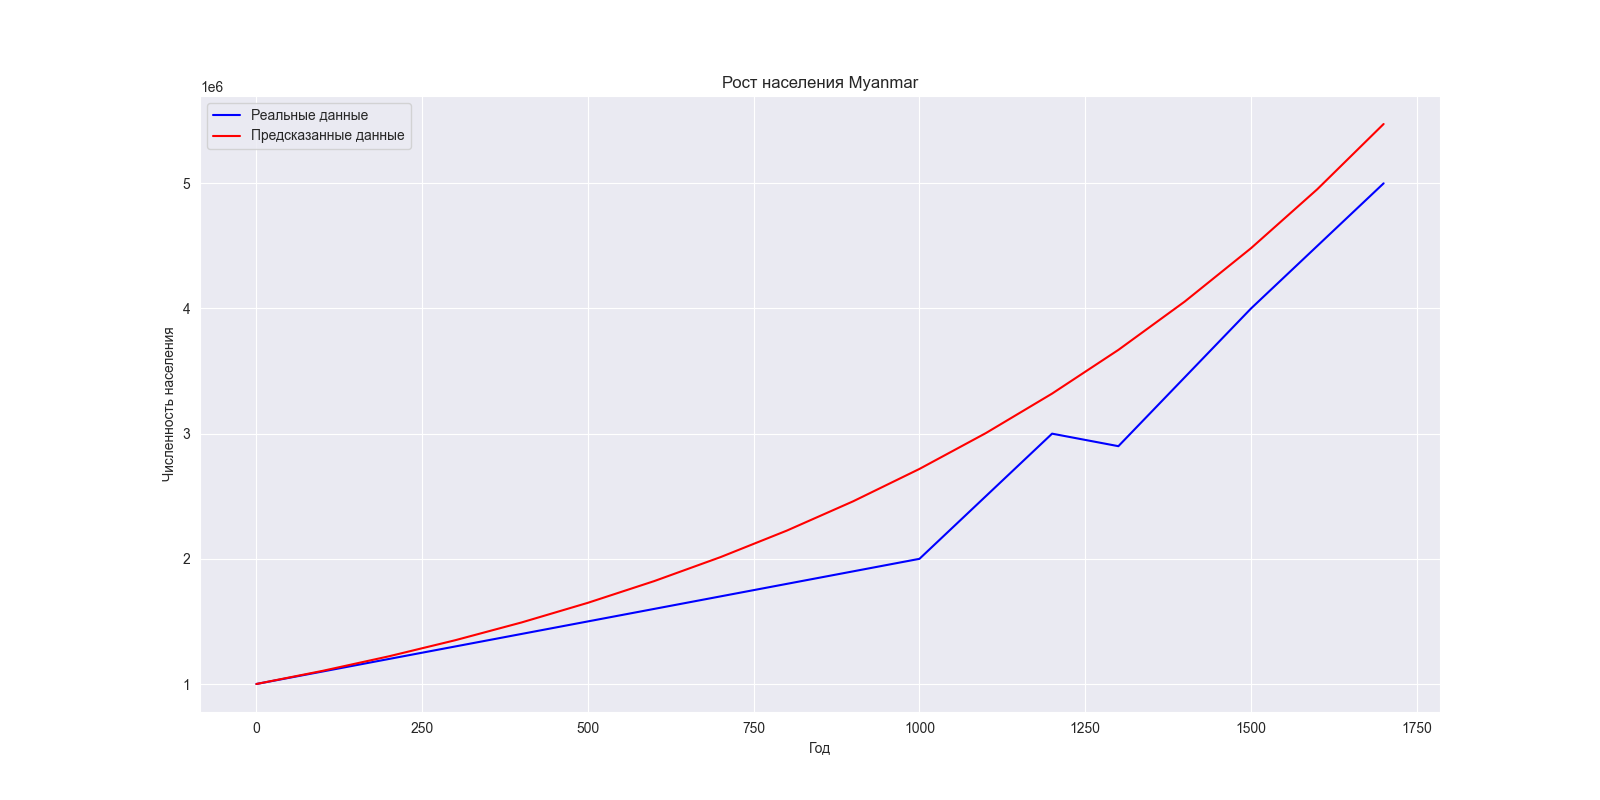 Рост населения Myanmar
1e6
Реальные данные
Предсказанные данные
5
4
3
2
1
Численность населения
0 250 500 750 1000 1250 1500 1750
Год